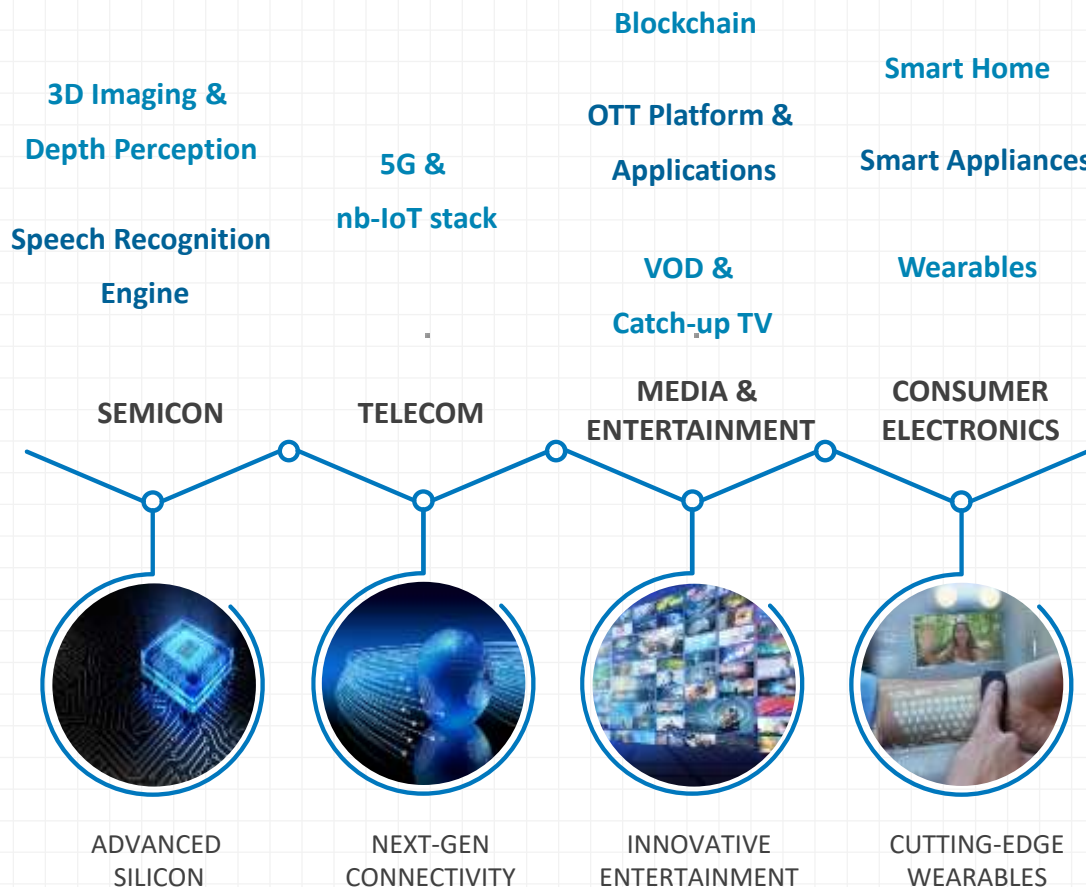 3D Imaging &
Depth Perception
Speech Recognition
Engine
SEMICON
ADVANCED
SILICON
5G &
nb-IoT stack
TELECOM
NEXT-GEN
CONNECTIVITY
Blockchain
OTT Platform &
Applications
VOD &
Catch-up TV
MEDIA &
ENTERTAINMENT
INNOVATIVE
ENTERTAINMENT
Smart Home
Smart Appliances
Wearables
CONSUMER
ELECTRONICS
CUTTING-EDGE
WEARABLES